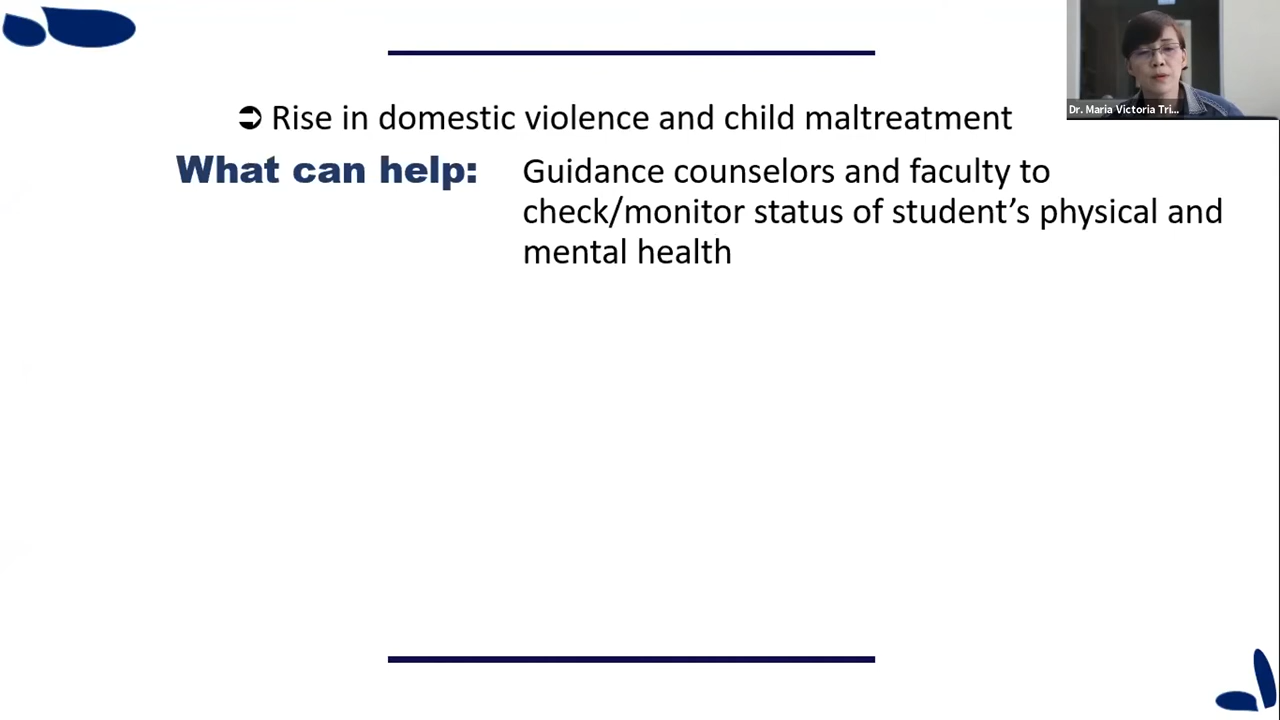 ➲ Rise in domestic violence and child maltreatment
What can help: Guidance counselors and faculty to
check/monitor status of student’s physical and
mental health
Dr. Maria Victoria Tri...